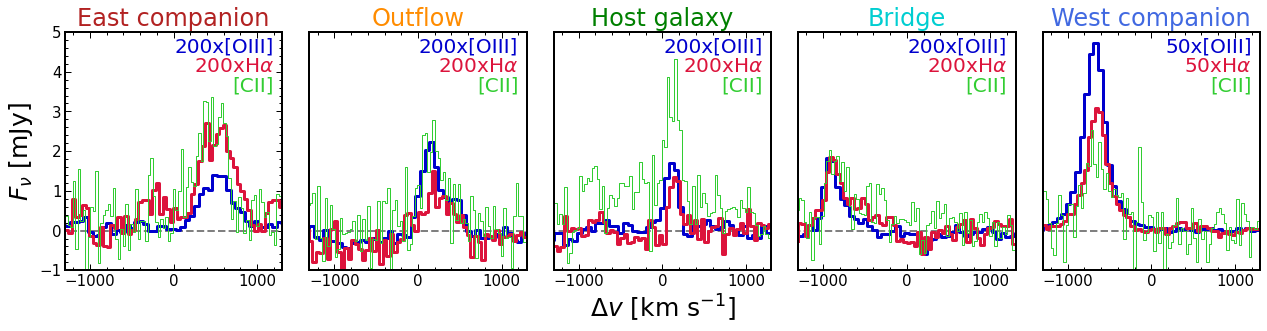 East companion
Outflow
Host galaxy
Bridge
West companion
200x[OIII]
200xHα
[CII]
200x[OIII]
200xHα
[CII]
200x[OIII]
200xHα
[CII]
200x[OIII]
200xHα
[CII]
50x[OIII]
50xHα
[CII]
5
4
3
2
1
0
−1
Fν [mJy]
−1000 0 1000
−1000 0 1000
−1000 0 1000
−1000 0 1000
−1000 0 1000
Δv [km s⁻¹]